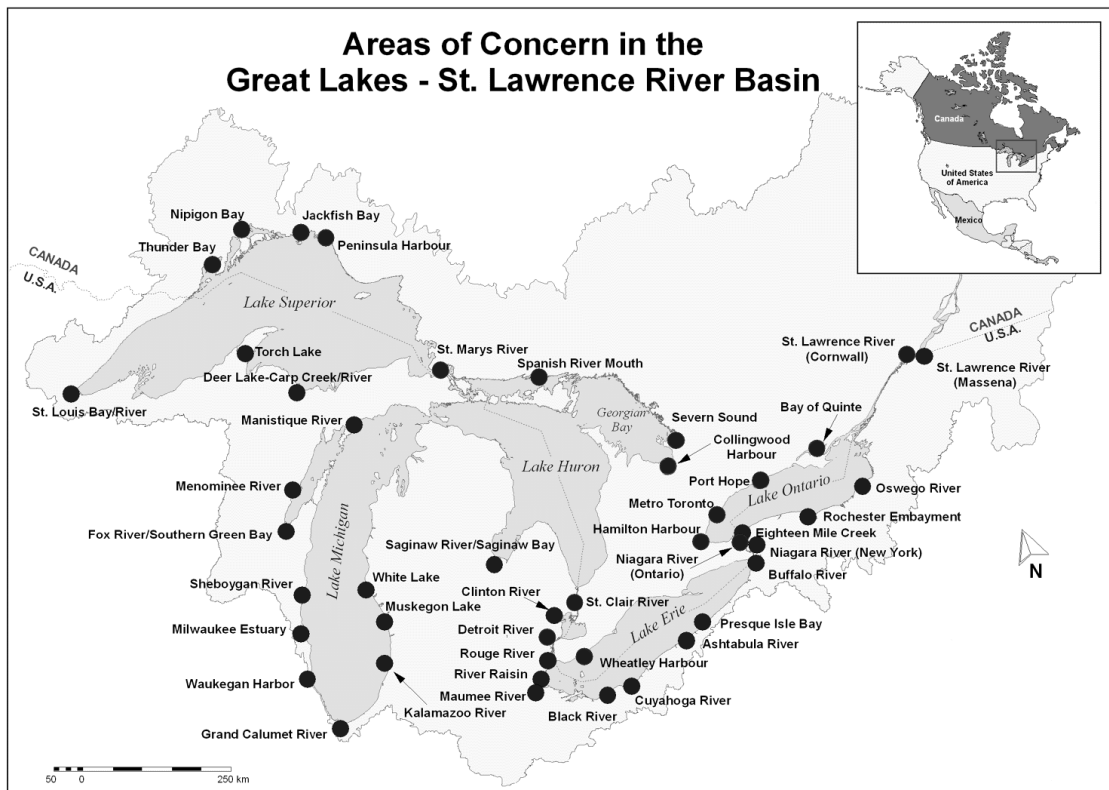 Areas of Concern in the
Great Lakes - St. Lawrence River Basin
Canada
United States
of America
Mexico
Nipigon Bay
Jackfish Bay
Thunder Bay
Peninsula Harbour
CANADA
U.S.A.
Lake Superior
CANADA
U.S.A.
St. Lawrence River
(Cornwall)
St. Lawrence River
(Massena)
Torch Lake
St. Marys River
Spanish River Mouth
Deer Lake-Carp Creek/River
St. Louis Bay/River
Manistique River
Georgian
Bay
Severn Sound
Bay of Quinte
Collingwood
Harbour
Lake Huron
Port Hope
Lake Ontario
Menominee River
Oswego River
Metro Toronto
Rochester Embayment
Fox River/Southern Green Bay
Hamilton Harbour
Eighteen Mile Creek
Saginaw River/Saginaw Bay
Niagara River
(Ontario)
Niagara River (New York)
Lake Michigan
Buffalo River
N
Sheboygan River
White Lake
Clinton River
St. Clair River
Muskegon Lake
Lake Erie
Presque Isle Bay
Milwaukee Estuary
Detroit River
Ashtabula River
Rouge River
Wheatley Harbour
Waukegan Harbor
River Raisin
Kalamazoo River
Maumee River
Cuyahoga River
Black River
Grand Calumet River
50 0 250 km